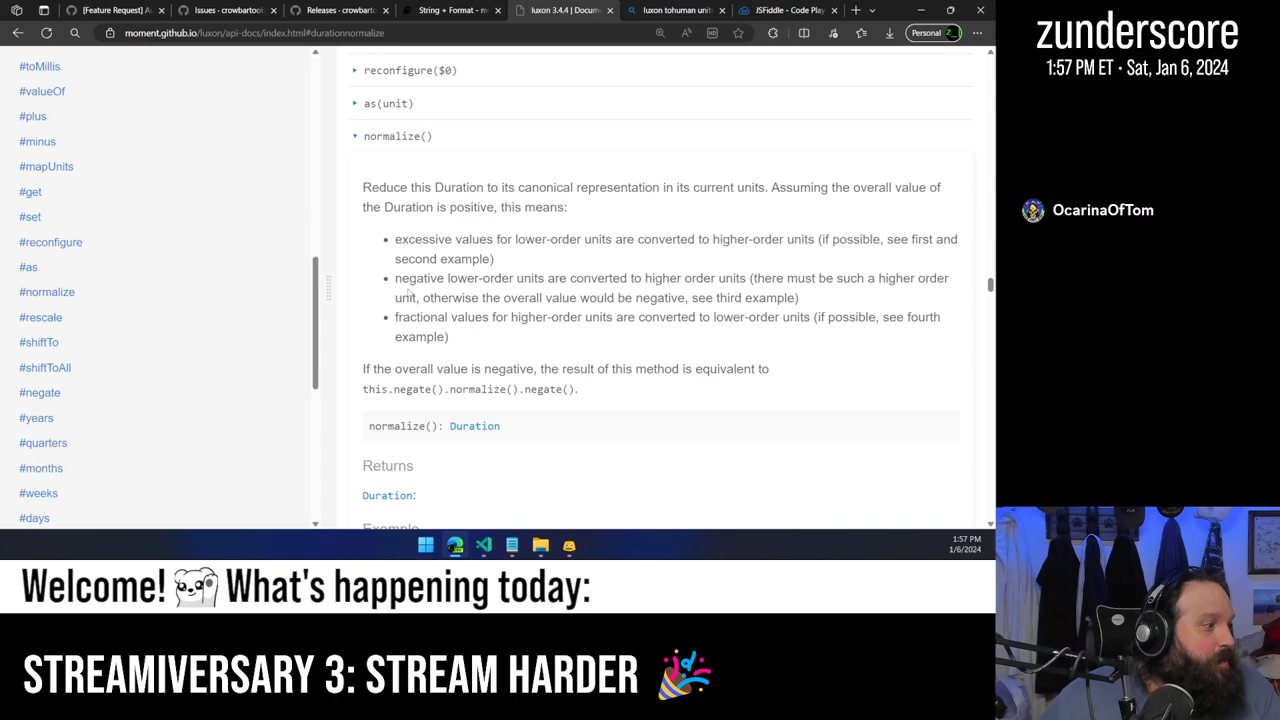 [Feature Request] A
Issues - crowbartool
Releases - crowbarto
String + Format - mo
luxon 3.4.4 | Docum
luxon tohuman unit
JSFiddle - Code Play
moment.github.io/luxon/api-docs/index.html#durationnormalize
Personal
#toMillis
#valueOf
#plus
#minus
#mapUnits
#get
#set
#reconfigure
#as
#normalize
#rescale
#shiftTo
#shiftToAll
#negate
#years
#quarters
#months
#weeks
#days
reconfigure($0)
as(unit)
normalize()
Reduce this Duration to its canonical representation in its current units. Assuming the overall value of
the Duration is positive, this means:
• excessive values for lower-order units are converted to higher-order units (if possible, see first and
second example)
• negative lower-order units are converted to higher order units (there must be such a higher order
unit, otherwise the overall value would be negative, see third example)
• fractional values for higher-order units are converted to lower-order units (if possible, see fourth
example)
If the overall value is negative, the result of this method is equivalent to
this.negate().normalize().negate().
normalize(): Duration
Returns
Duration:
Example
1:57 PM
1/6/2024
zunderscore
1:57 PM ET • Sat, Jan 6, 2024
OcarinaOfTom
Welcome! What's happening today:
STREAMIVERSARY 3: STREAM HARDER